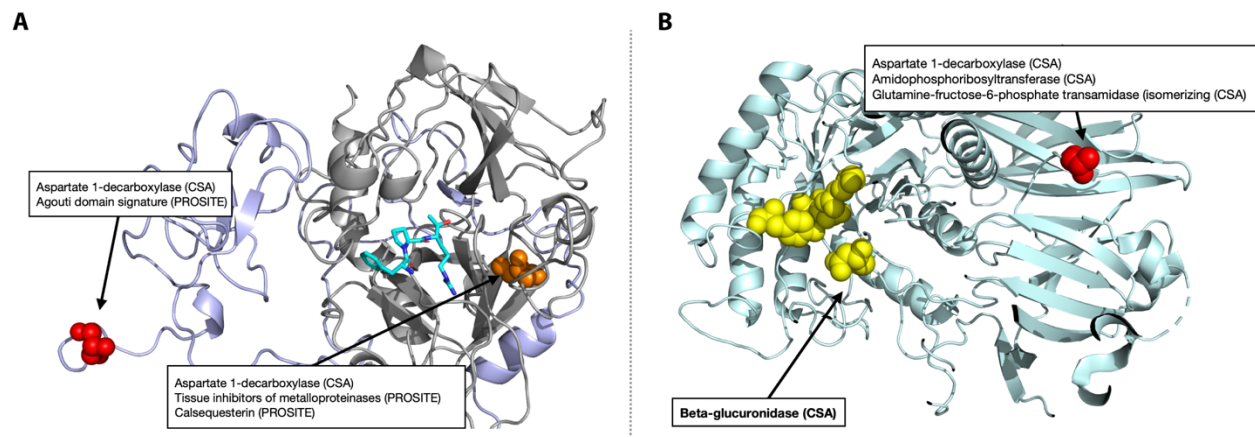 A
Aspartate 1-decarboxylase (CSA)
Agouti domain signature (PROSITE)
Aspartate 1-decarboxylase (CSA)
Tissue inhibitors of metalloproteinases (PROSITE)
Calsequesterin (PROSITE)
B
Aspartate 1-decarboxylase (CSA)
Amidophosphoribosyltransferase (CSA)
Glutamine-fructose-6-phosphate transamidase (isomerizing (CSA)
Beta-glucuronidase (CSA)